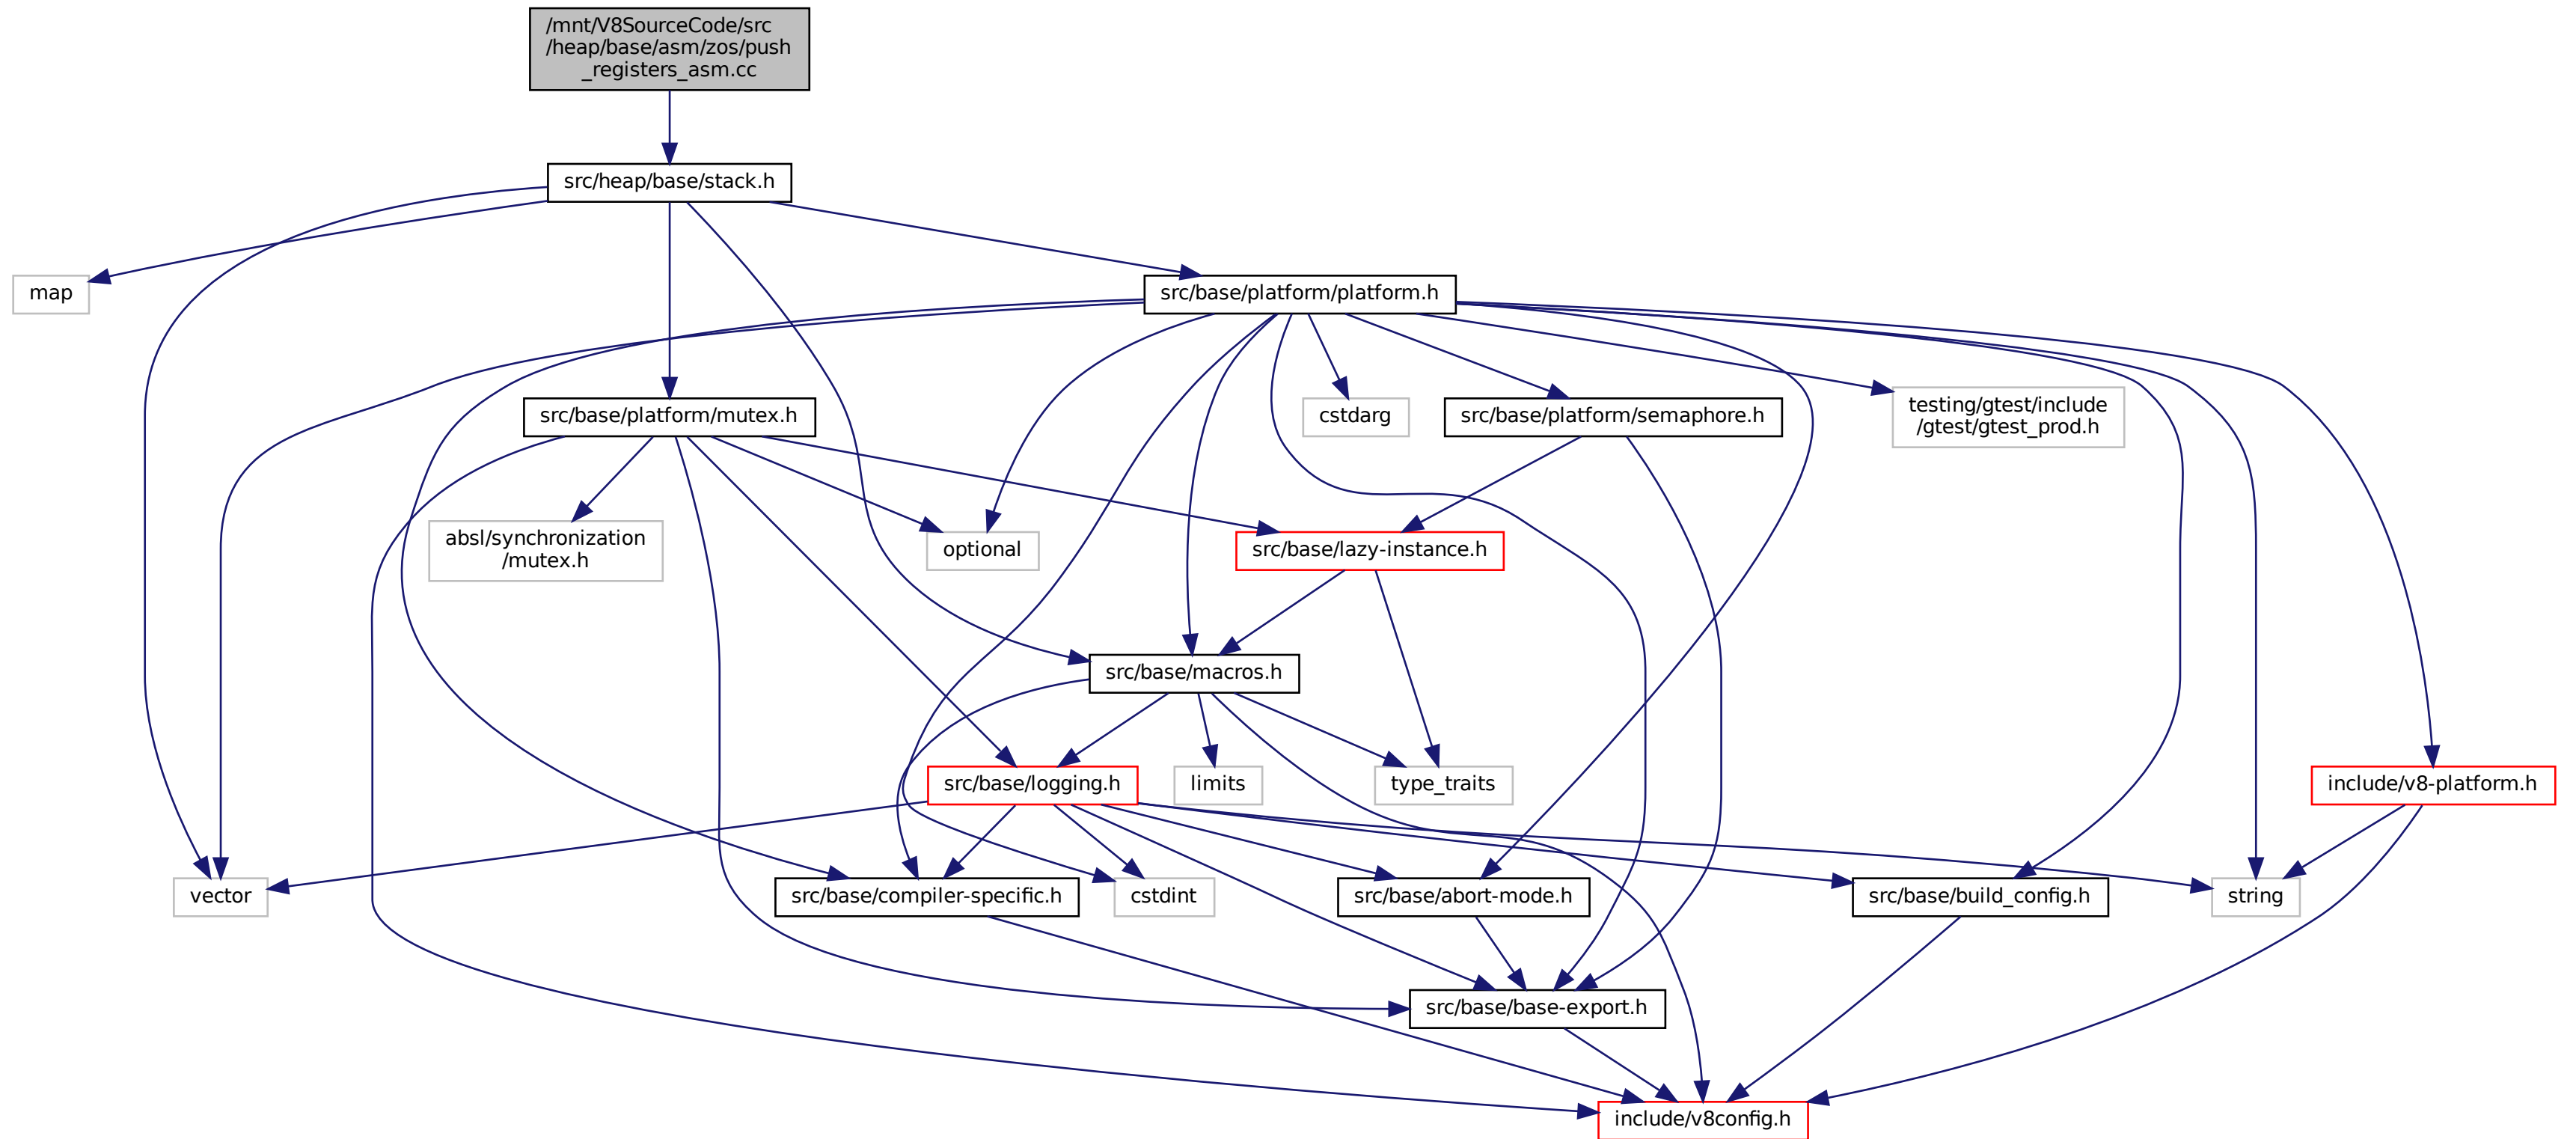 /mnt/V8SourceCode/src
/heap/base/asm/zos/push
_registers_asm.cc
src/heap/base/stack.h
map
src/base/platform/platform.h
src/base/platform/mutex.h
cstdarg
src/base/platform/semaphore.h
testing/gtest/include
/gtest/gtest_prod.h
absl/synchronization
/mutex.h
optional
src/base/lazy-instance.h
src/base/macros.h
src/base/logging.h
limits
type_traits
include/v8-platform.h
vector
src/base/compiler-specific.h
cstdint
src/base/abort-mode.h
src/base/build_config.h
string
src/base/base-export.h
include/v8config.h